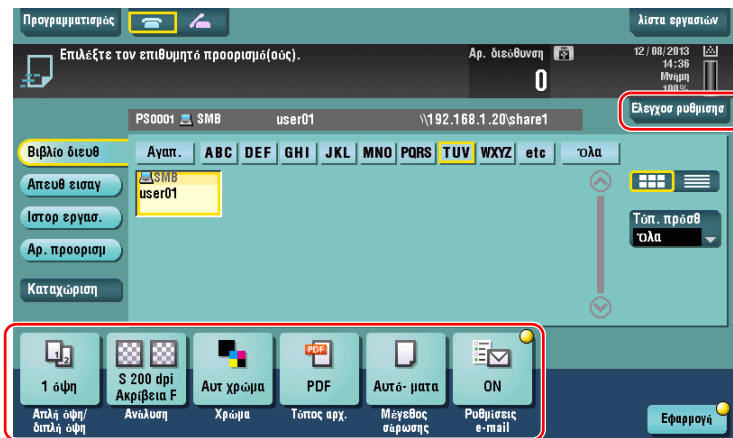 Προγραμματισμός
λίστα εργασιών
Επιλέξτε τον επιθυμητό προορισμό(ούς).
Αρ. διεύθυνση
0
12/08/2013
14:36
Μνήμη
100%
Ελεγχοσ ρυθμισησ
PS0001 SMB user01 \\192.168.1.20\share1
Βιβλίο διευθ
Αγαπ. ABC DEF GHI JKL MNO PQRS TUV WXYZ etc Όλα
SMB
user01
Απευθ εισαγ
Ιστορ εργασ.
Αρ. προορισμ
Καταχώριση
Τύπ. πρόσθ
Όλα
1 όψη
S 200 dpi
Ακρίβεια F
Αυτ χρώμα
PDF
PDF
Αυτό- ματα
ON
Απλή όψη/
διπλή όψη
Ανάλυση
Χρώμα
Τύπος αρχ.
Μέγεθος
σάρωσης
Ρυθμίσεις
e-mail
Εφαρμογή